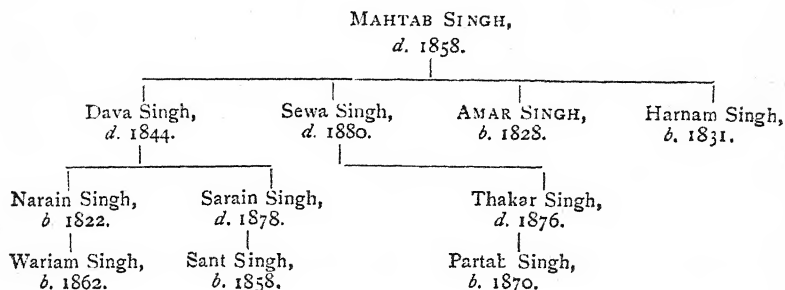 MAHTAB SINGH,
d. 1858.
Dava Singh, Sewa Singh, AMAR SINGH, Harnam Singh,
d. 1844. d. 1880. b. 1828. b. 1831.
Narain Singh, Sarain Singh, Thakar Singh,
b 1822. d. 1878. d. 1876.
Wariam Singh, Sant Singh, Partab Singh,
b. 1862. b. 1858. b. 1870.